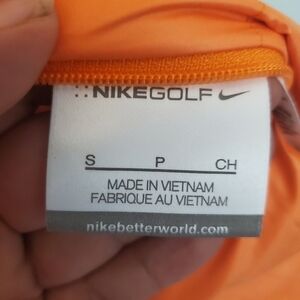 NIKEGOLF
S P CH
MADE IN VIETNAM
FABRIQUE AU VIETNAM
nikebetterworld.com